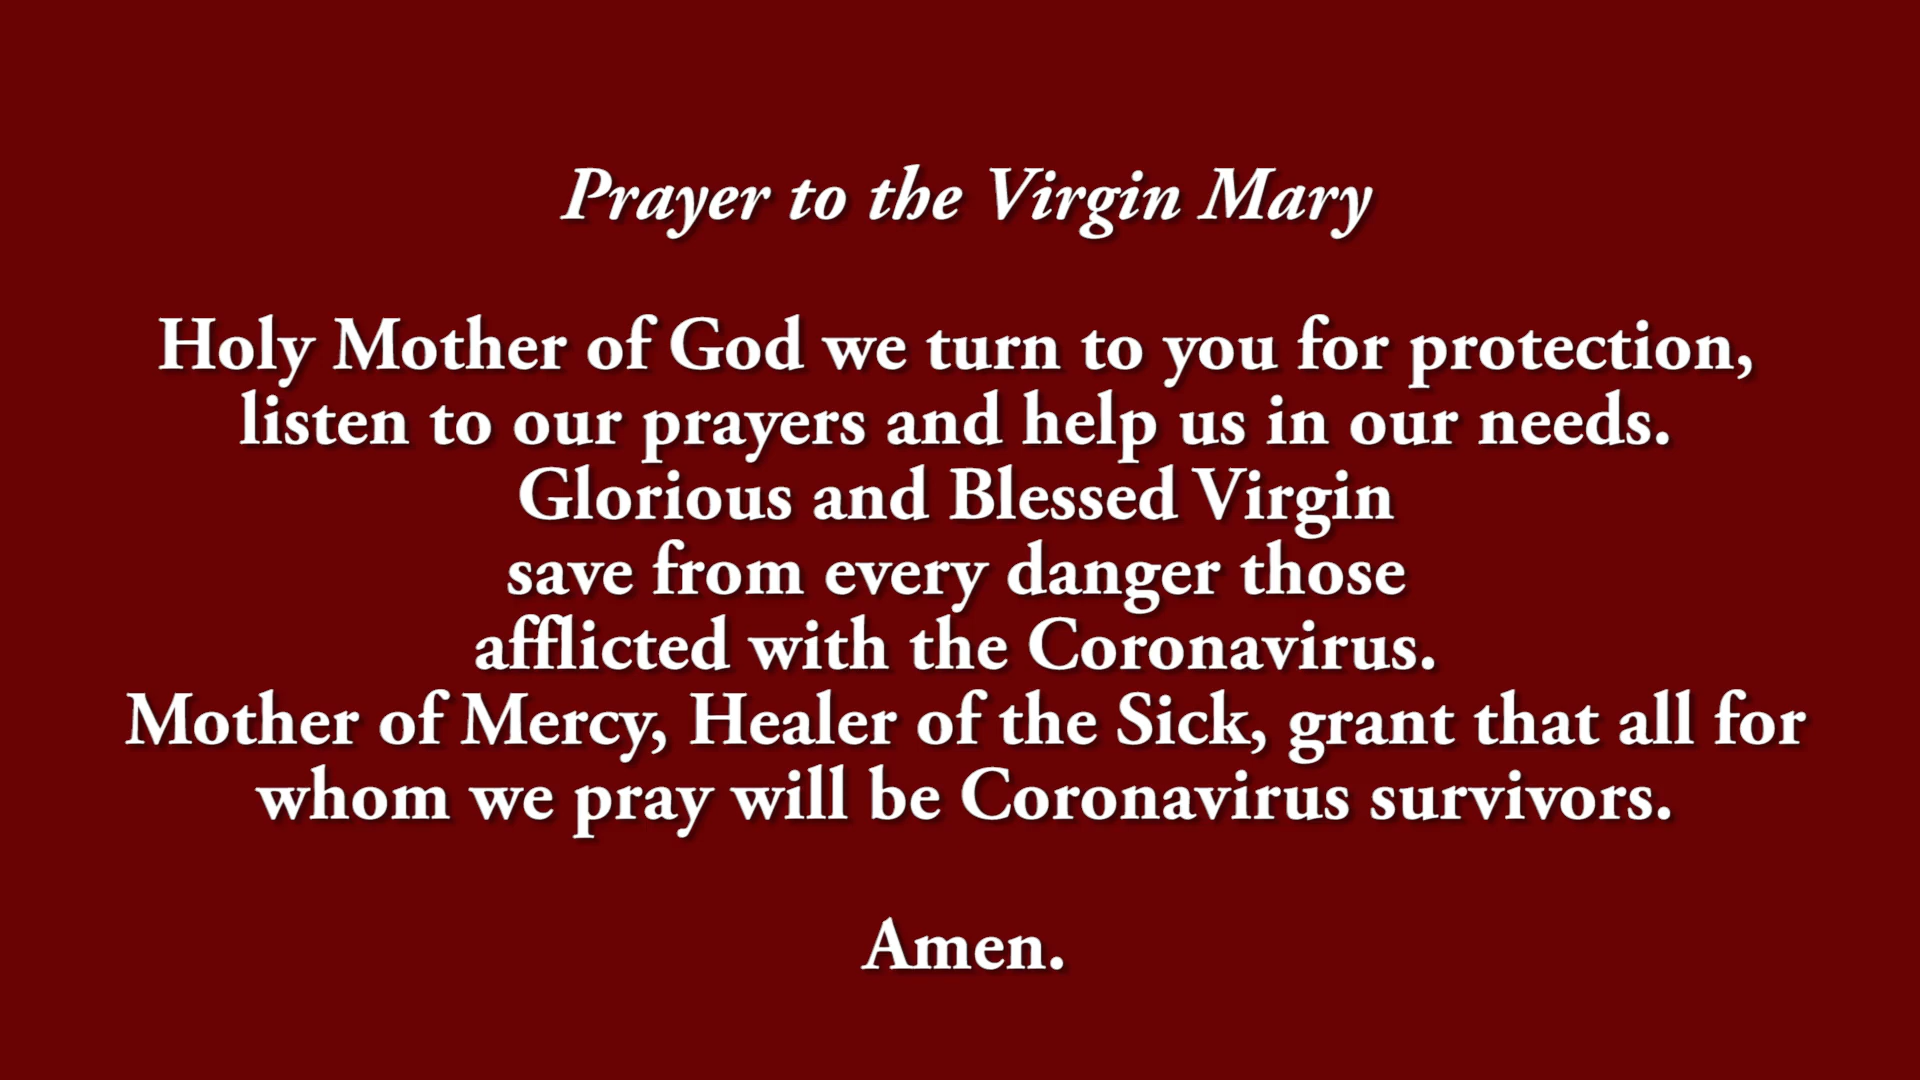 Prayer to the Virgin Mary
Holy Mother of God we turn to you for protection,
listen to our prayers and help us in our needs.
Glorious and Blessed Virgin
save from every danger those
afflicted with the Coronavirus.
Mother of Mercy, Healer of the Sick, grant that all for
whom we pray will be Coronavirus survivors.
Amen.